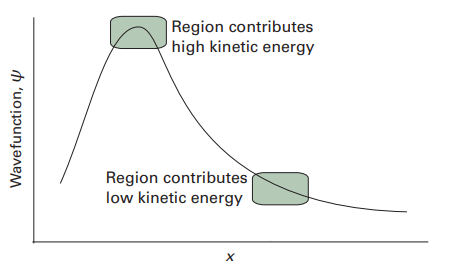 Region contributes
high kinetic energy
Wavefunction, ψ
Region contributes
low kinetic energy
x